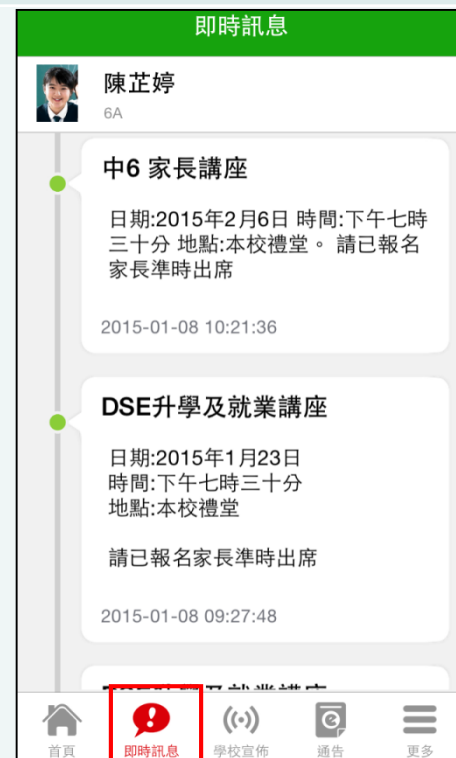 即時訊息
陳芷婷
6A
中6 家長講座
日期:2015年2月6日 時間:下午七時
三十分 地點:本校禮堂。 請已報名
家長準時出席
2015-01-08 10:21:36
DSE升學及就業講座
日期:2015年1月23日
時間:下午七時三十分
地點:本校禮堂
請已報名家長準時出席
2015-01-08 09:27:48
首頁
即時訊息
學校宣佈
通告
更多